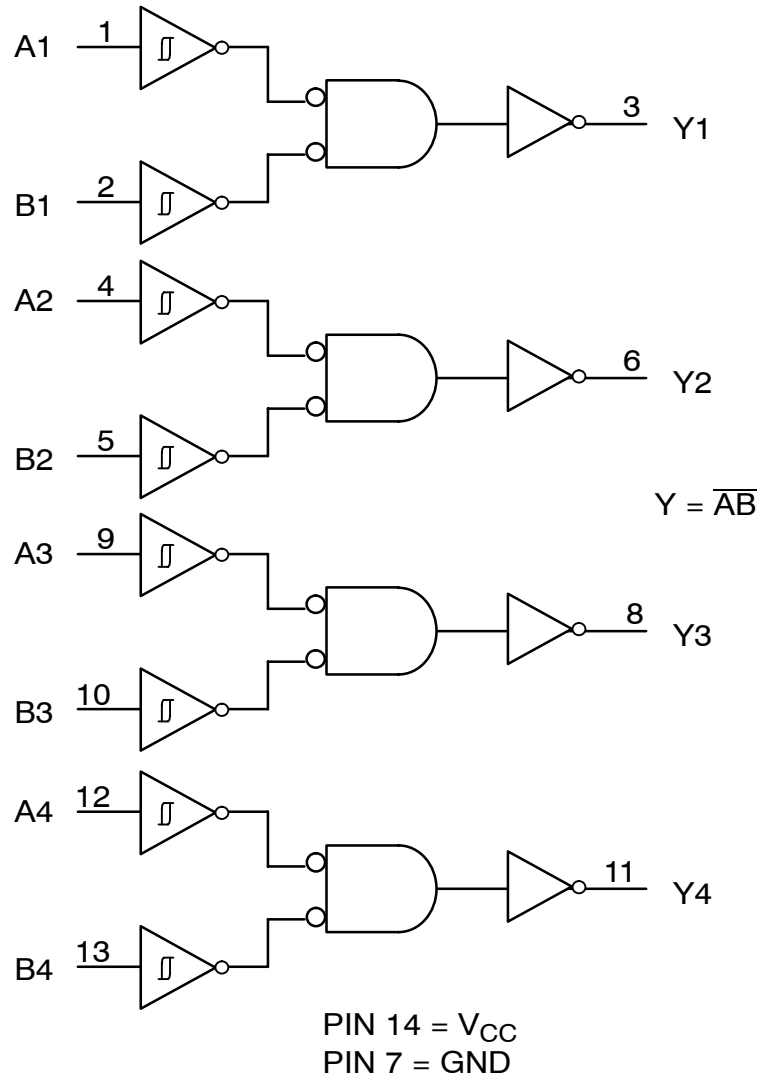 A1 1
3 Y1
B1 2
A2 4
6 Y2
B2 5
Y = A̅B̅
A3 9
8 Y3
B3 10
A4 12
11 Y4
B4 13
PIN 14 = VCC
PIN 7 = GND